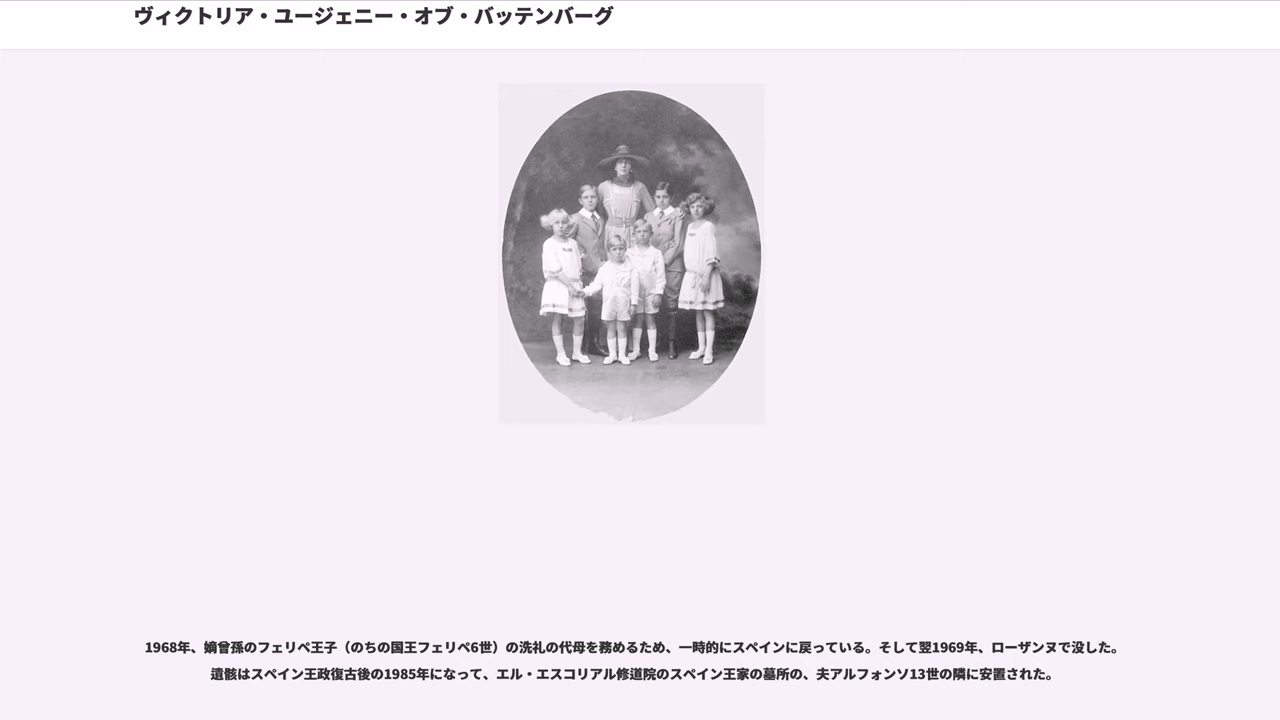 ヴィクトリア・ユージェニー・オブ・バッテンバーグ
1968年、嫡曾孫のフェリペ王子（のちの国王フェリペ6世）の洗礼の代母を務めるため、一時的にスペインに戻っている。そして翌1969年、ローザンヌで没した。
遺骸はスペイン王政復古後の1985年になって、エル・エスコリアル修道院のスペイン王家の墓所の、夫アルフォンソ13世の隣に安置された。